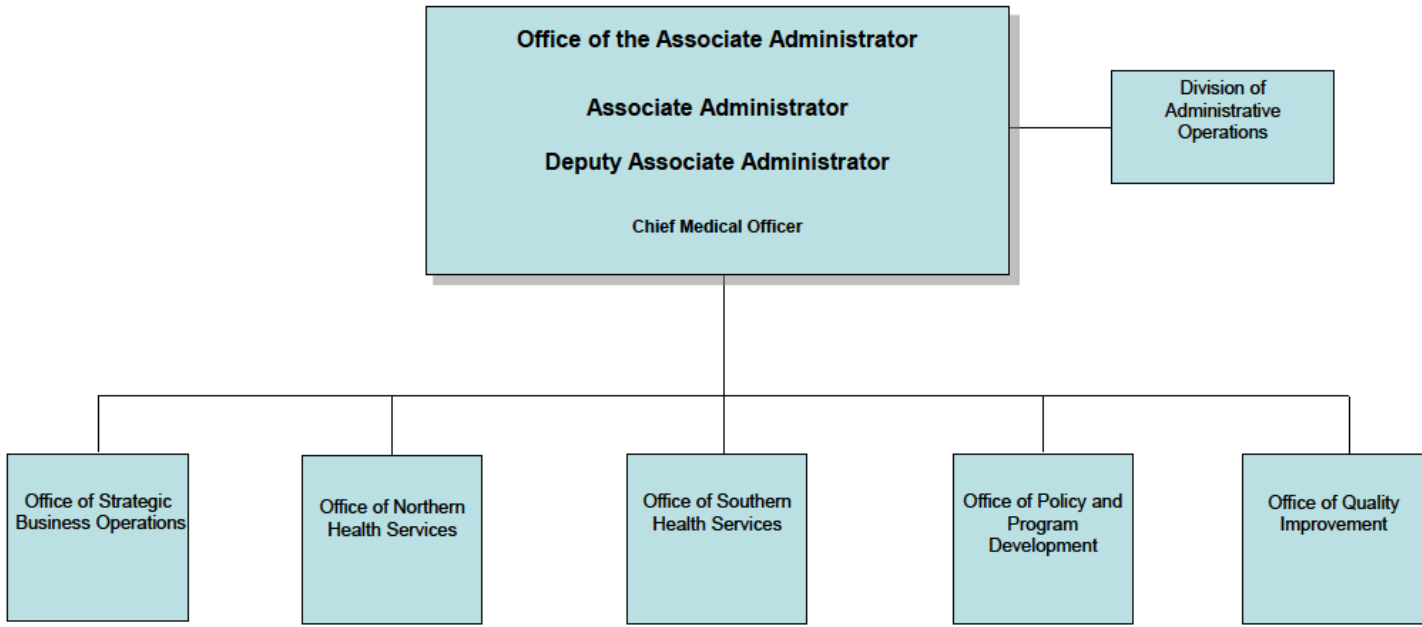 Office of the Associate Administrator
Associate Administrator
Deputy Associate Administrator
Chief Medical Officer
Division of
Administrative
Operations
Office of Strategic
Business Operations
Office of Northern
Health Services
Office of Southern
Health Services
Office of Policy and
Program
Development
Office of Quality
Improvement